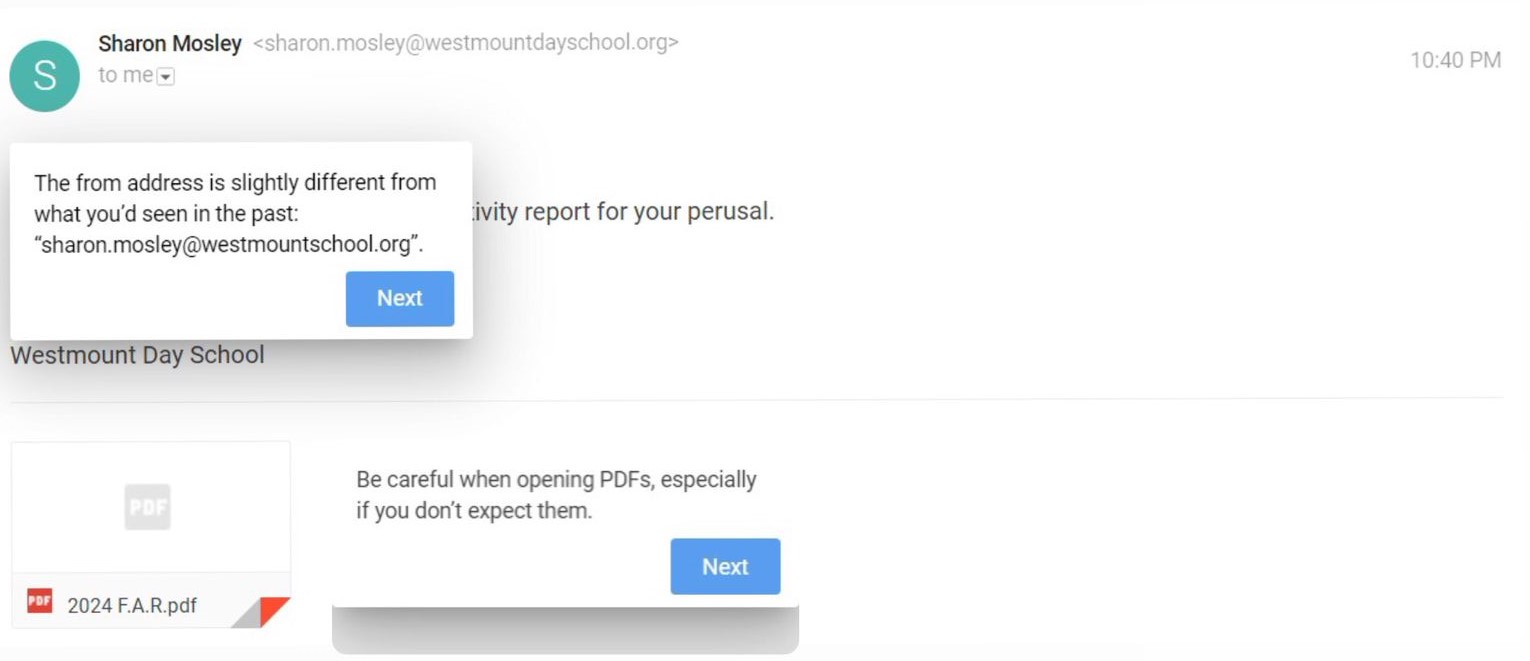 Sharon Mosley <sharon.mosley@westmountdayschool.org>
10:40 PM
S
to me
The from address is slightly different from
what you’d seen in the past:
“sharon.mosley@westmountschool.org”.
Next
report for your perusal.
Westmount Day School
PDF
PDF
2024 F.A.R.pdf
Be careful when opening PDFs, especially
if you don’t expect them.
Next